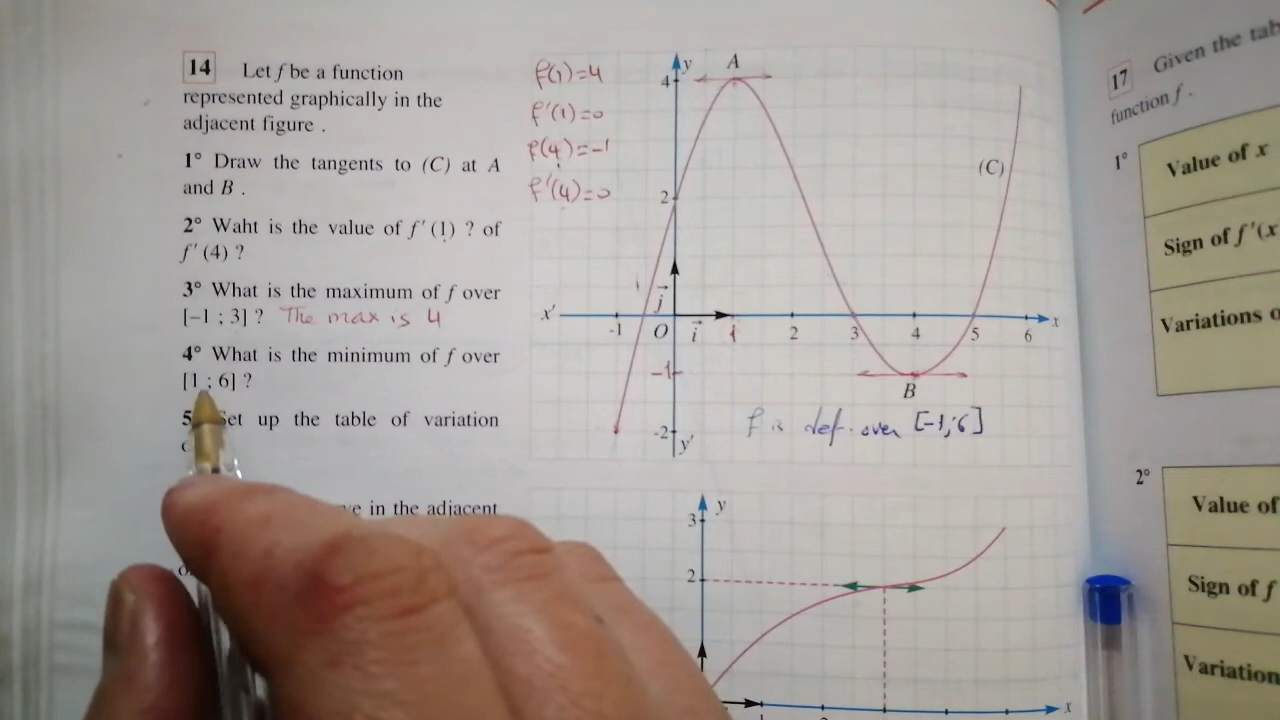 14 Let f be a function
represented graphically in the
adjacent figure .
1° Draw the tangents to (C) at A
and B .
2° Waht is the value of f'(1) ? of
f'(4) ?
3° What is the maximum of f over
[−1 ; 3] ? The max is 4
4° What is the minimum of f over
[1 ; 6] ?
5 Set up the table of variation
f(1)=4
f'(1)=0
f(4)=-1
f'(4)=0
y
A
4
2
(C)
x'
-1
O
j
i
1
2
3
4
5
6
x
-1
B
-2
y'
f is def. over [-1;6]
in the adjacent
y
3
2
x
17 Given the
function f .
1°
Value of x
Sign of f'(x
Variations
2°
Value of
Sign of f
Variation